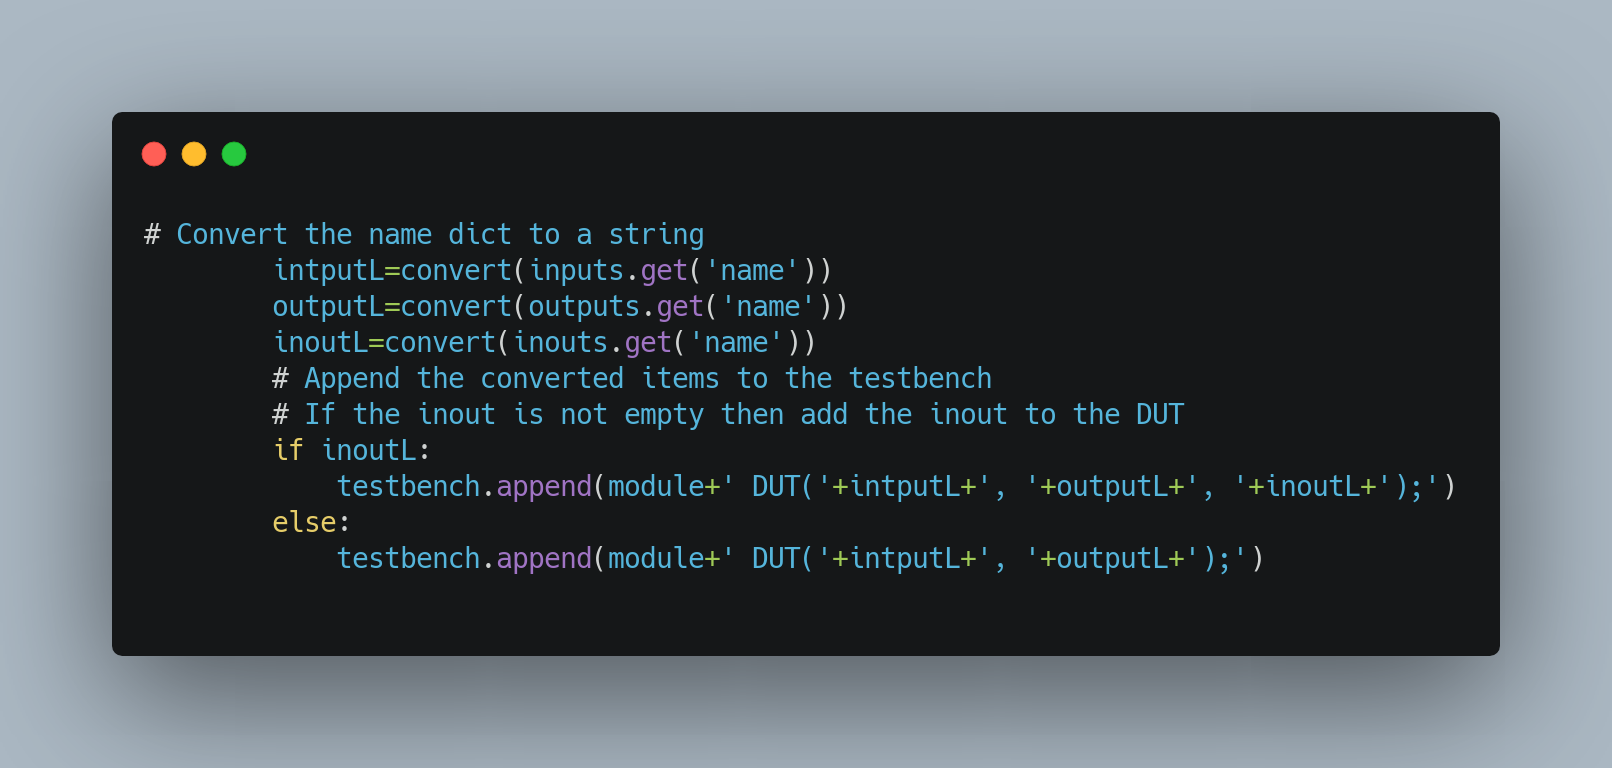 # Convert the name dict to a string
        intputL=convert(inputs.get('name'))
        outputL=convert(outputs.get('name'))
        inoutL=convert(inouts.get('name'))
        # Append the converted items to the testbench
        # If the inout is not empty then add the inout to the DUT
        if inoutL:
            testbench.append(module+' DUT('+intputL+', '+outputL+', '+inoutL+');')
        else:
            testbench.append(module+' DUT('+intputL+', '+outputL+');')